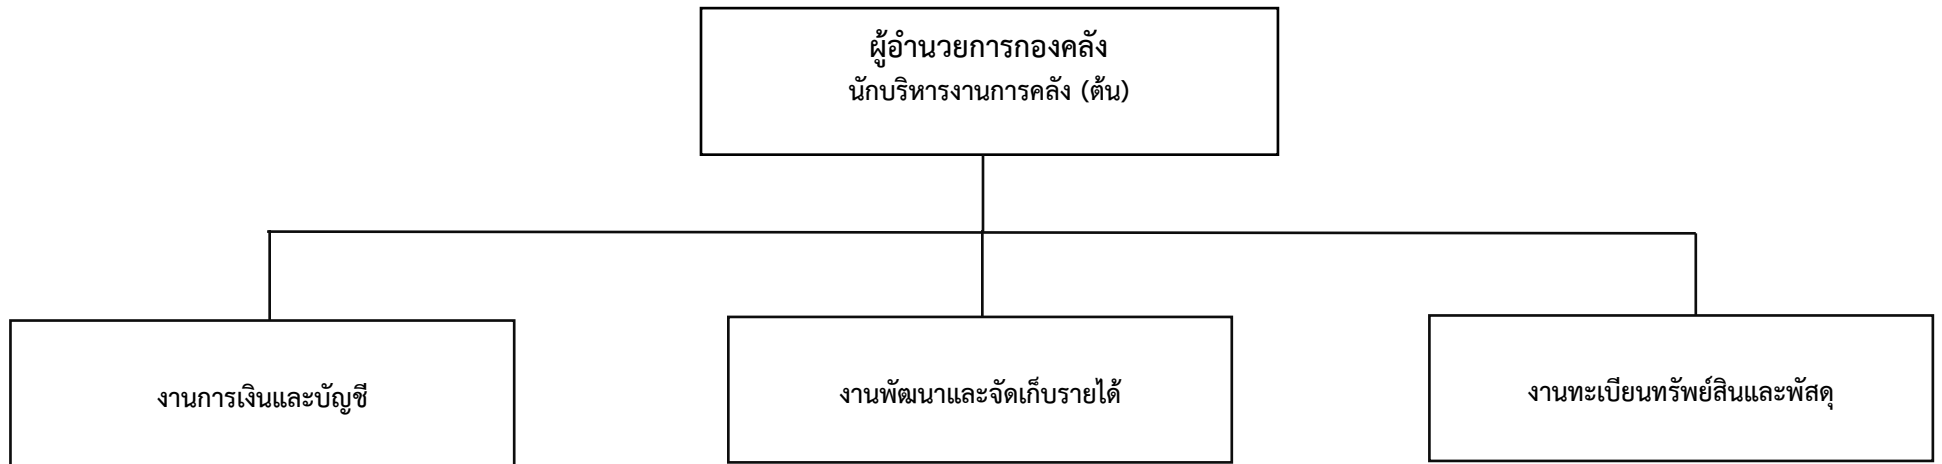 ผู้อำนวยการกองคลัง
นักบริหารงานการคลัง (ต้น)
งานการเงินและบัญชี
งานพัฒนาและจัดเก็บรายได้
งานทะเบียนทรัพย์สินและพัสดุ